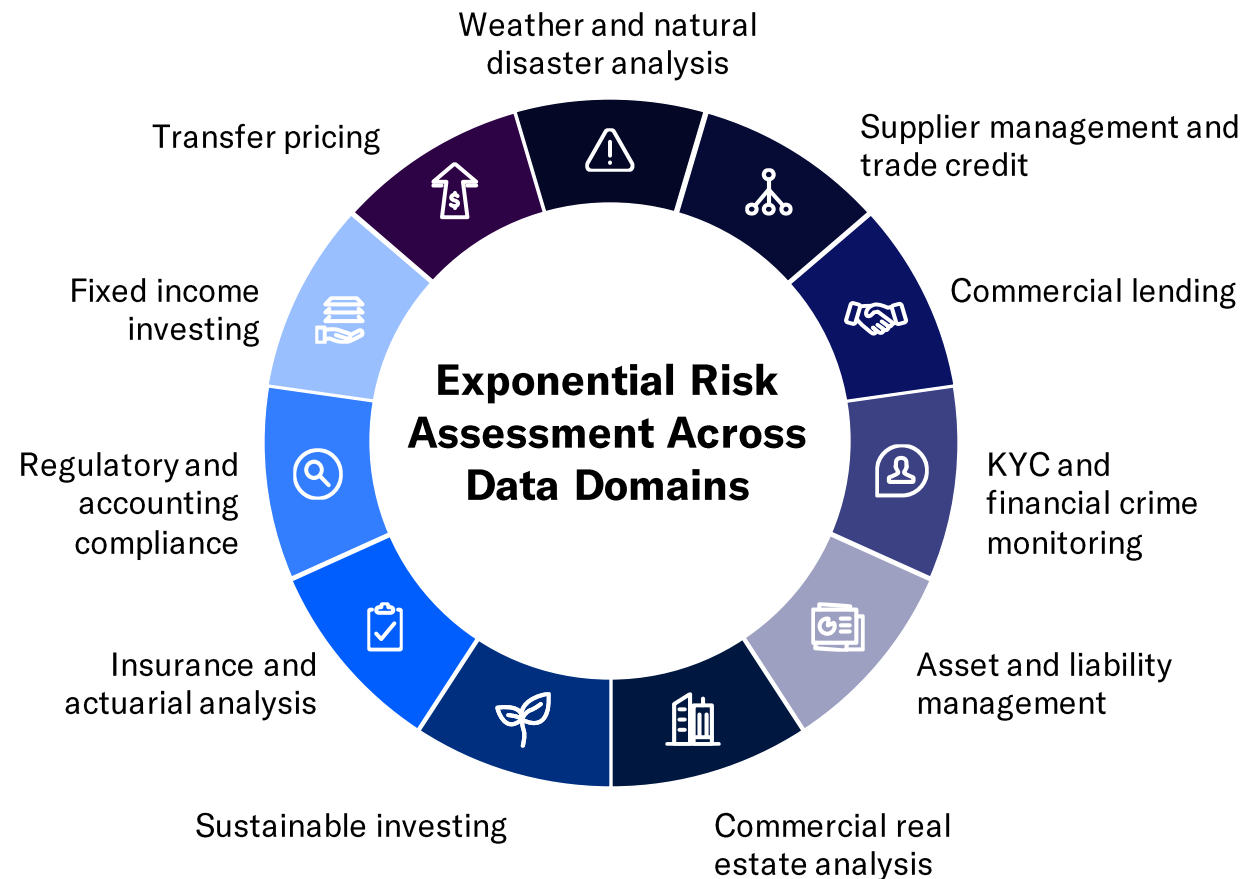 Weather and natural
disaster analysis
Supplier management and
trade credit
Commercial lending
KYC and
financial crime
monitoring
Asset and liability
management
Commercial real
estate analysis
Sustainable investing
Insurance and
actuarial analysis
Regulatory and
accounting
compliance
Fixed income
investing
Transfer pricing
$
Exponential Risk
Assessment Across
Data Domains